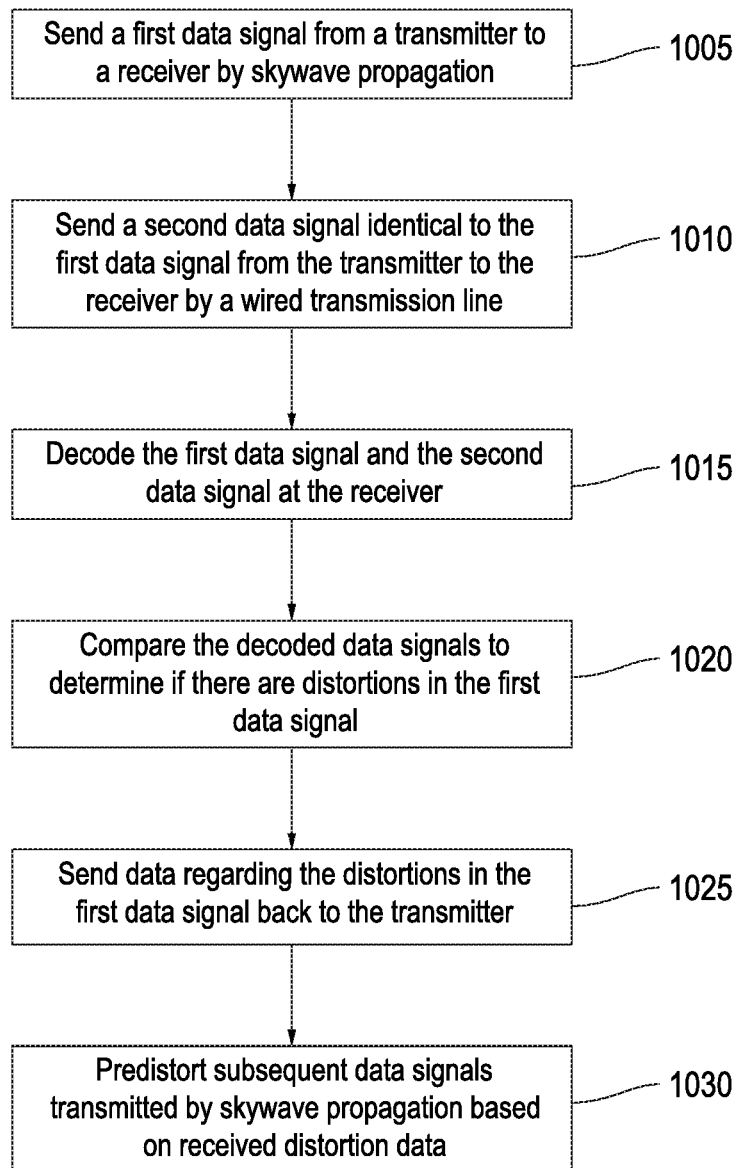 Send a first data signal from a transmitter to
a receiver by skywave propagation
1005
Send a second data signal identical to the
first data signal from the transmitter to the
receiver by a wired transmission line
1010
Decode the first data signal and the second
data signal at the receiver
1015
Compare the decoded data signals to
determine if there are distortions in the first
data signal
1020
Send data regarding the distortions in the
first data signal back to the transmitter
1025
Predistort subsequent data signals
transmitted by skywave propagation based
on received distortion data
1030